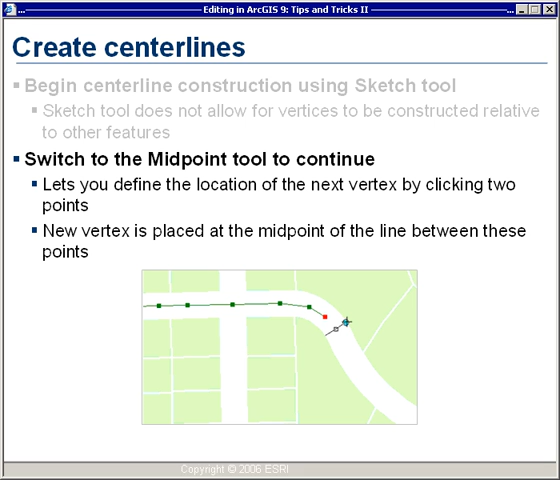 ... Editing in ArcGIS 9: Tips and Tricks II
Create centerlines
Begin centerline construction using Sketch tool
Sketch tool does not allow for vertices to be constructed relative
to other features
Switch to the Midpoint tool to continue
Lets you define the location of the next vertex by clicking two
points
New vertex is placed at the midpoint of the line between these
points
Copyright © 2006 ESRI